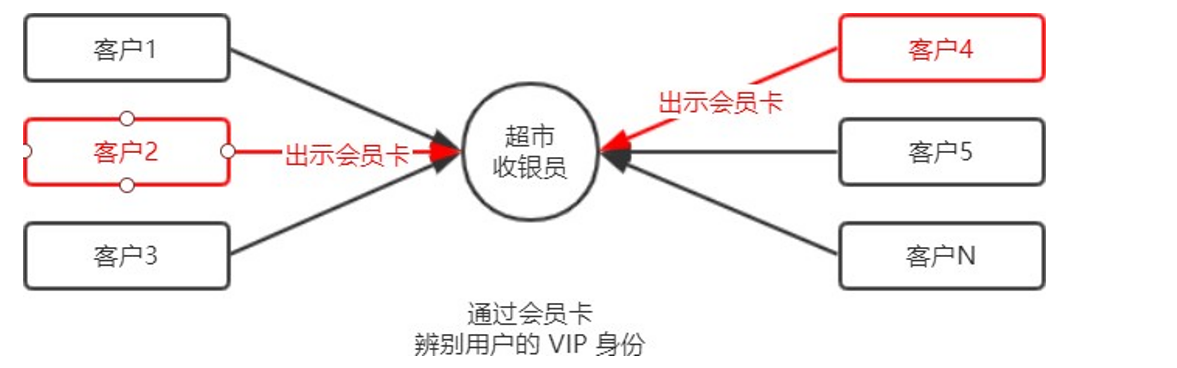 客户1
客户4
出示会员卡
客户2
出示会员卡
超市
收银员
客户5
客户3
客户N
通过会员卡
辨别用户的 VIP 身份